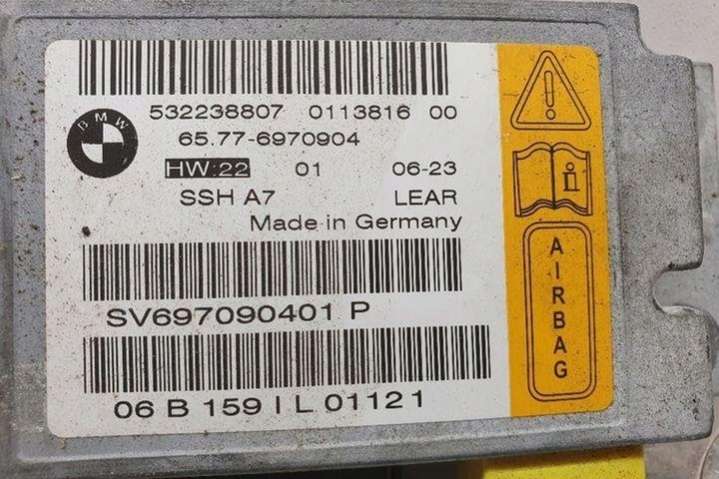 532238807 0113816 00
BMW
65.77-6970904
HW:22 01 06-23
SSH A7 LEAR
Made in Germany
SV697090401 P
06 B 159 I L 01121
i
AIRBAG